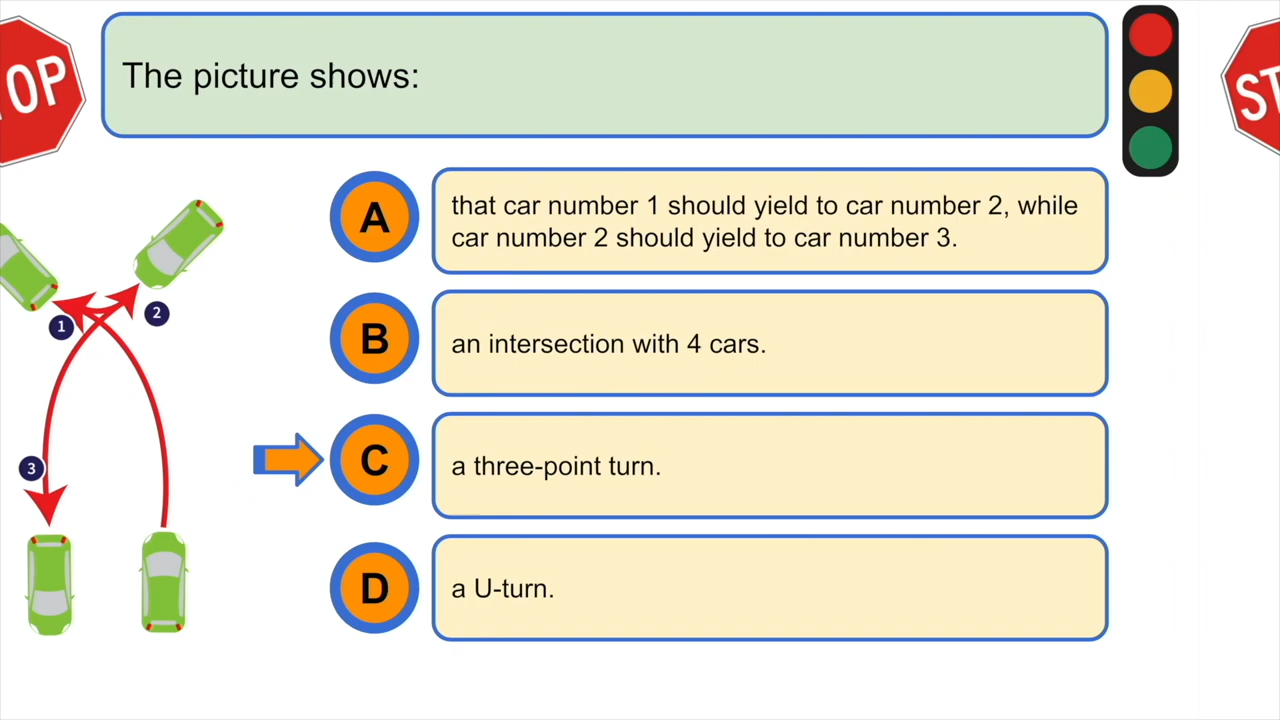 OP
The picture shows:
ST
A
that car number 1 should yield to car number 2, while
car number 2 should yield to car number 3.
2
1
B
an intersection with 4 cars.
C
a three-point turn.
3
D
a U-turn.